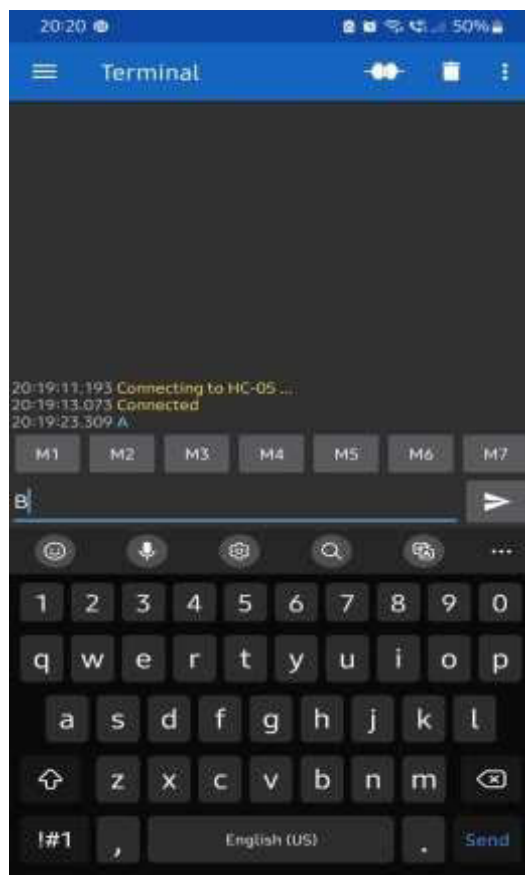 20:20 50%
Terminal
20:19:11.193 Connecting to HC-05 ...
20:19:13.073 Connected
20:19:23.309 A
M1 M2 M3 M4 M5 M6 M7
B
1 2 3 4 5 6 7 8 9 0
q w e r t y u i o p
a s d f g h j k l
z x c v b n m
!#1 , English (US) . Send